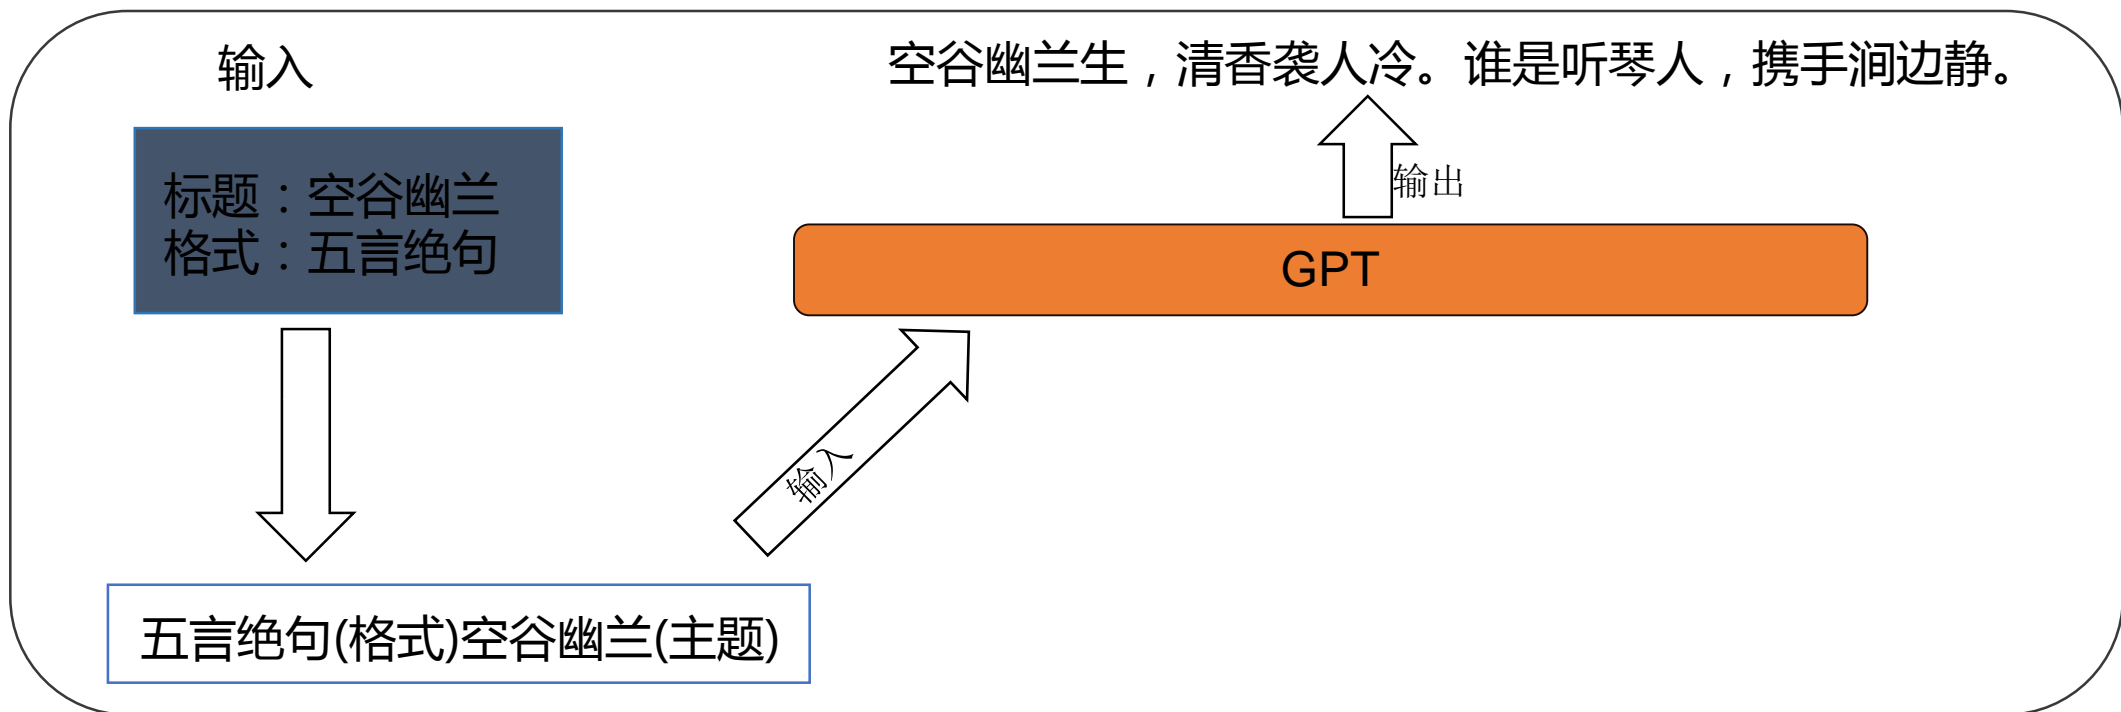 输入
标题：空谷幽兰
格式：五言绝句
五言绝句(格式)空谷幽兰(主题)
输入
GPT
输出
空谷幽兰生，清香袭人冷。谁是听琴人，携手涧边静。